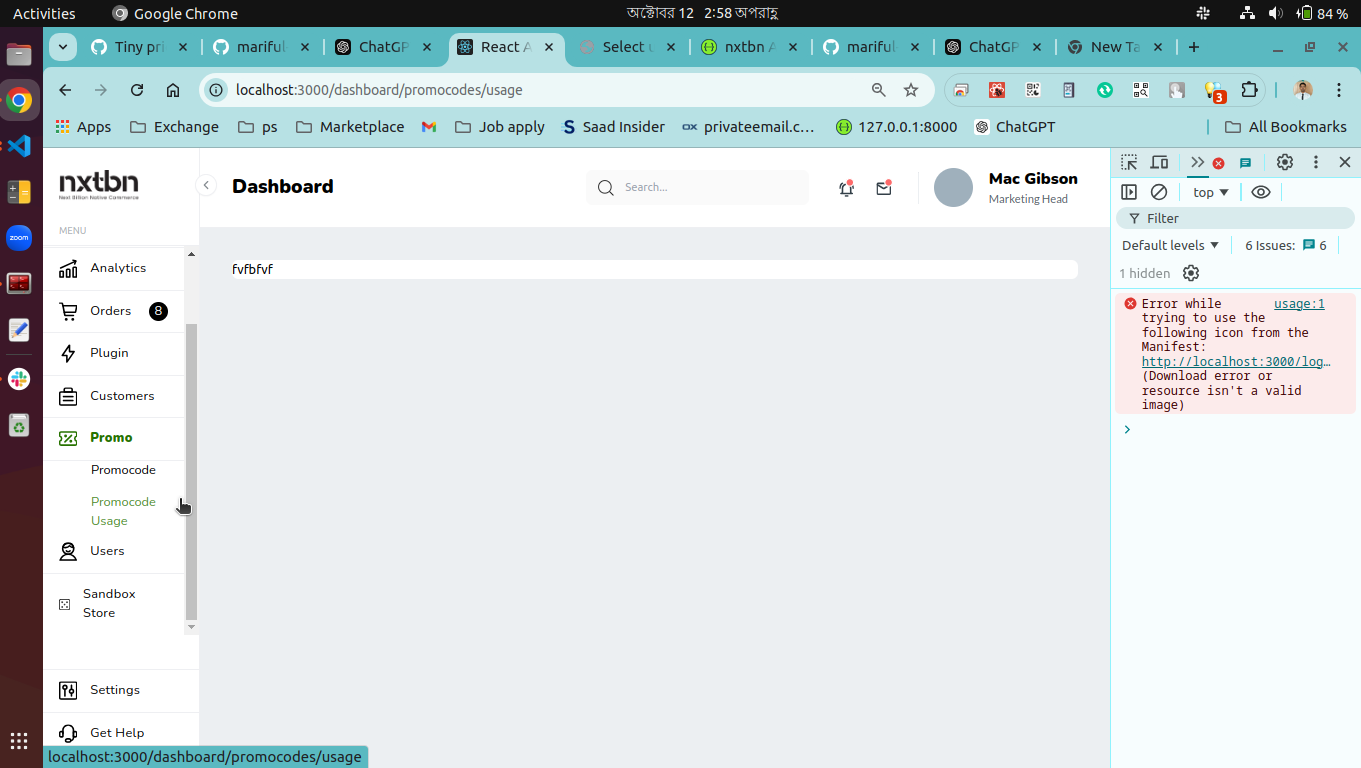 Activities
Google Chrome
অক্টোবর 12 2:58 অপরাহ্ণ
84 %
Tiny pri
mariful
ChatGP
React A
Select u
nxtbn A
mariful-
ChatGP
New Ta
localhost:3000/dashboard/promocodes/usage
3
Apps
Exchange
ps
Marketplace
Job apply
Saad Insider
privateemail.c...
127.0.0.1:8000
ChatGPT
All Bookmarks
zoom
nxtbn
Next Billion Native Commerce
MENU
Analytics
Orders 8
Plugin
Customers
Promo
Promocode
Promocode
Usage
Users
Sandbox
Store
Settings
Get Help
localhost:3000/dashboard/promocodes/usage
Dashboard
Search...
Mac Gibson
Marketing Head
fvfbfvf
top
Filter
Default levels
6 Issues: 6
1 hidden
Error while usage:1
trying to use the
following icon from the
Manifest:
http://localhost:3000/log…
(Download error or
resource isn't a valid
image)